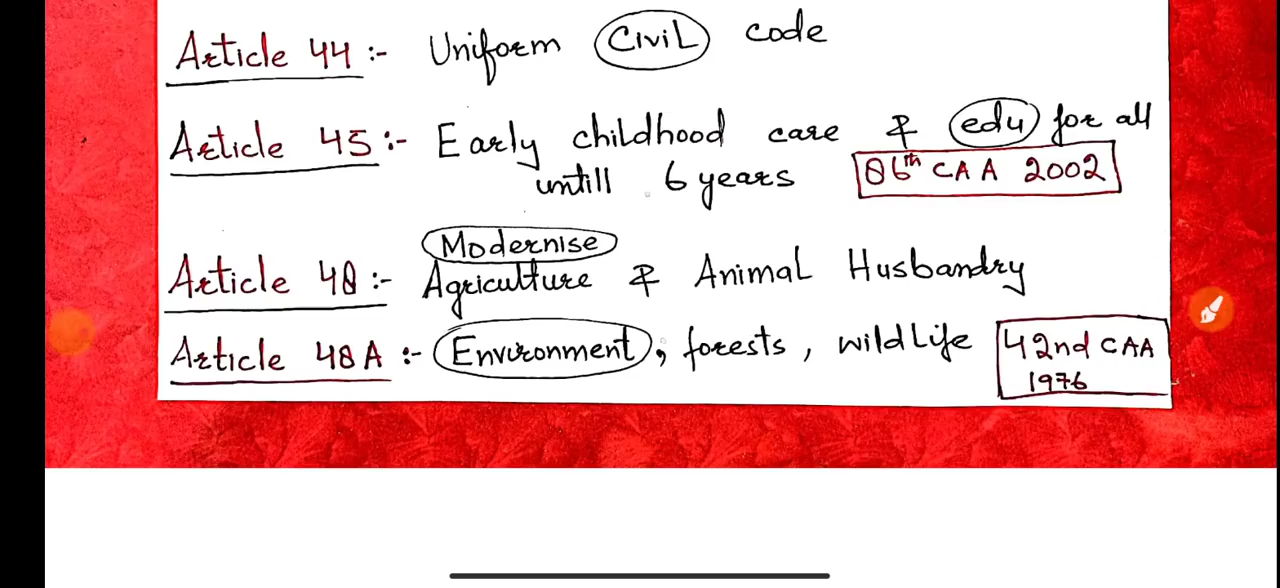 Article 44 :- Uniform Civil code
Article 45 :- Early childhood care & edu for all
untill 6 years 86th CAA 2002
Modernise
Article 48 :- Agriculture & Animal Husbandry
Article 48A :- Environment, forests, wildlife 42nd CAA
1976